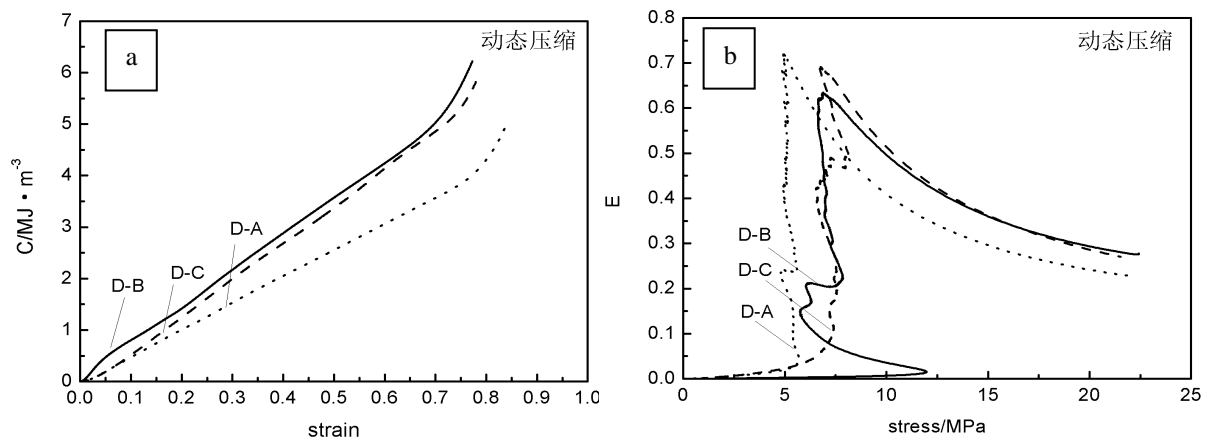 a
动态压缩
7
6
5
4
3
2
1
0
C/MJ·m⁻³
D-A
D-C
D-B
0.0 0.1 0.2 0.3 0.4 0.5 0.6 0.7 0.8 0.9 1.0
strain
b
动态压缩
0.8
0.7
0.6
0.5
0.4
0.3
0.2
0.1
0.0
E
D-B
D-C
D-A
0 5 10 15 20 25
stress/MPa